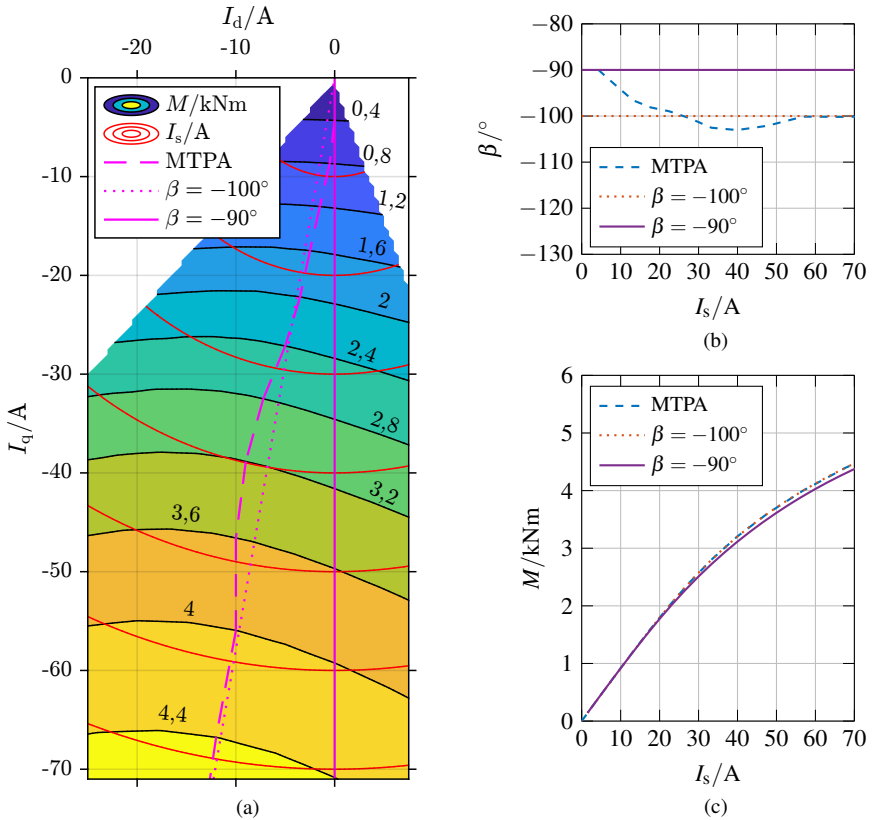 I_d/A
-20 -10 0
0
-10
-20
-30
-40
-50
-60
-70
I_q/A
M/kNm
I_s/A
MTPA
β = −100°
β = −90°
0,4
0,8
1,2
1,6
2
2,4
2,8
3,2
3,6
4
4,4
(a)
−80
−90
−100
−110
−120
−130
β/°
MTPA
β = −100°
β = −90°
0 10 20 30 40 50 60 70
I_s/A
(b)
6
5
4
3
2
1
0
M/kNm
MTPA
β = −100°
β = −90°
0 10 20 30 40 50 60 70
I_s/A
(c)